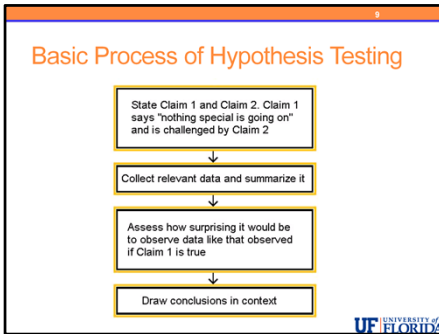 9
Basic Process of Hypothesis Testing
State Claim 1 and Claim 2. Claim 1
says "nothing special is going on"
and is challenged by Claim 2
Collect relevant data and summarize it
Assess how surprising it would be
to observe data like that observed
if Claim 1 is true
Draw conclusions in context
UF UNIVERSITY of
FLORIDA